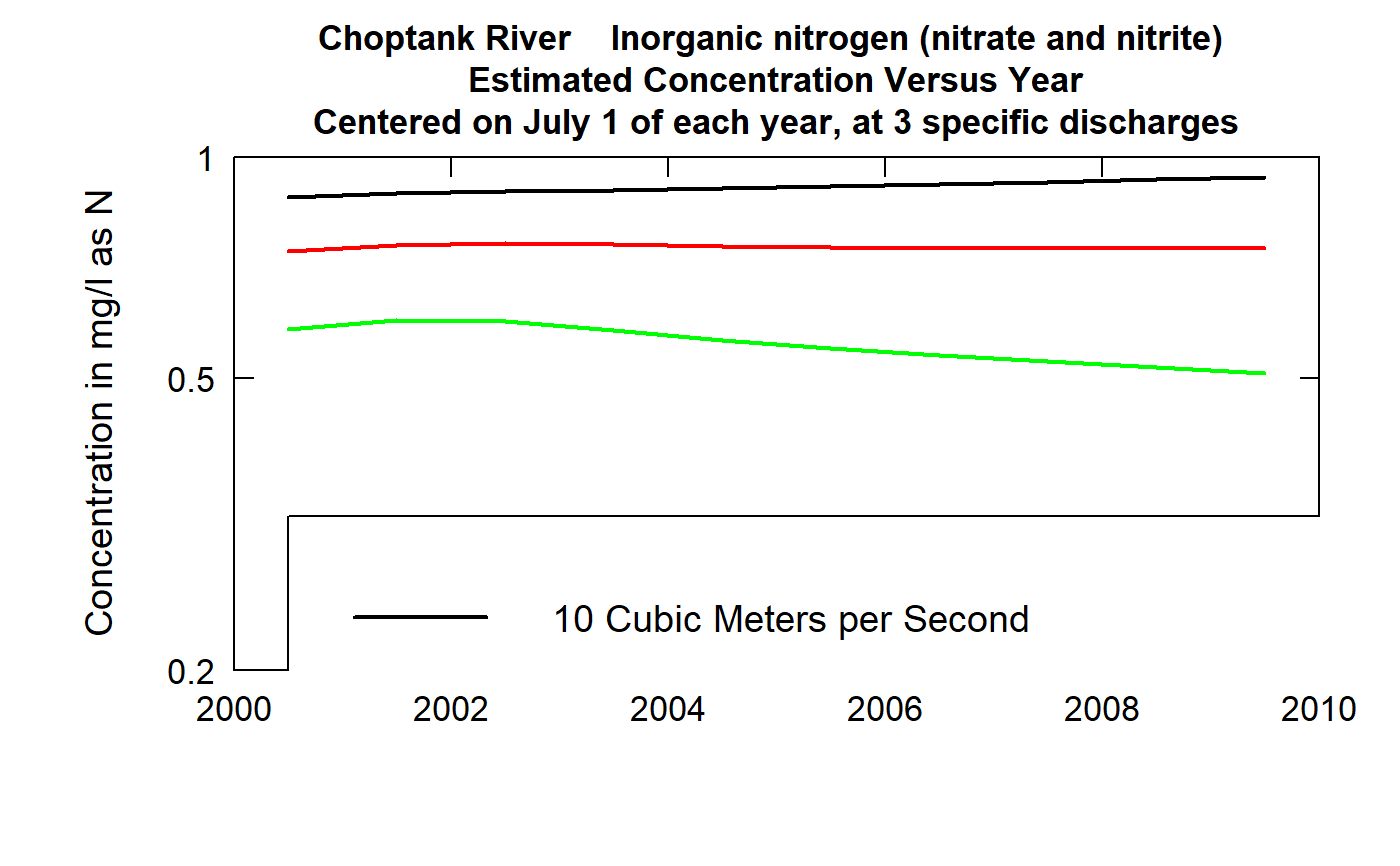 Choptank River Inorganic nitrogen (nitrate and nitrite)
Estimated Concentration Versus Year
Centered on July 1 of each year, at 3 specific discharges
Concentration in mg/l as N
1
0.5
0.2
10 Cubic Meters per Second
2000 2002 2004 2006 2008 2010